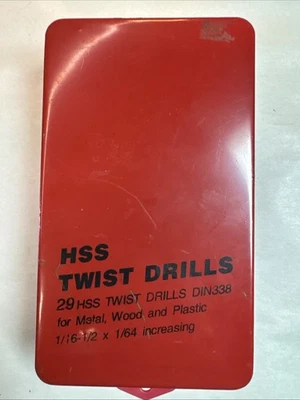 HSS
TWIST DRILLS
29 HSS TWIST DRILLS DIN338
for Metal, Wood and Plastic
1/16-1/2 x 1/64 increasing